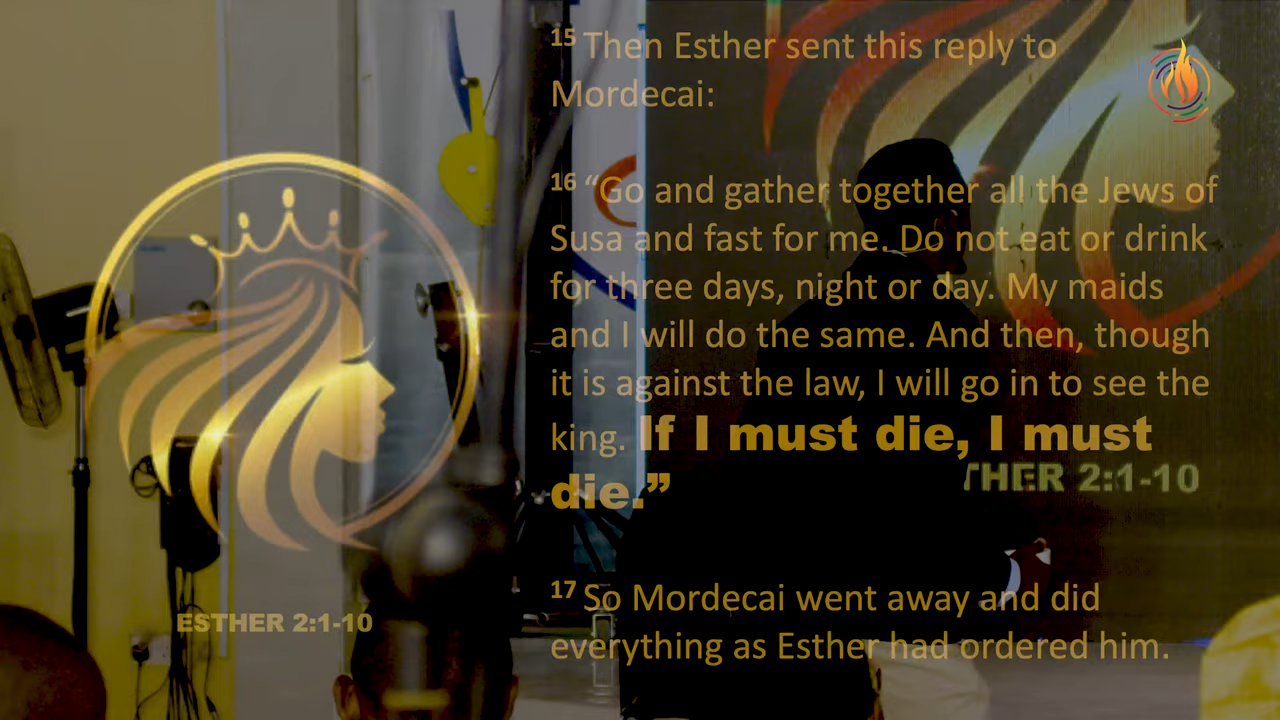 15 Then Esther sent this reply to
Mordecai:
16 “Go and gather together all the Jews of
Susa and fast for me. Do not eat or drink
for three days, night or day. My maids
and I will do the same. And then, though
it is against the law, I will go in to see the
king. If I must die, I must
die.”
THER 2:1-10
17 So Mordecai went away and did
everything as Esther had ordered him.
ESTHER 2:1-10